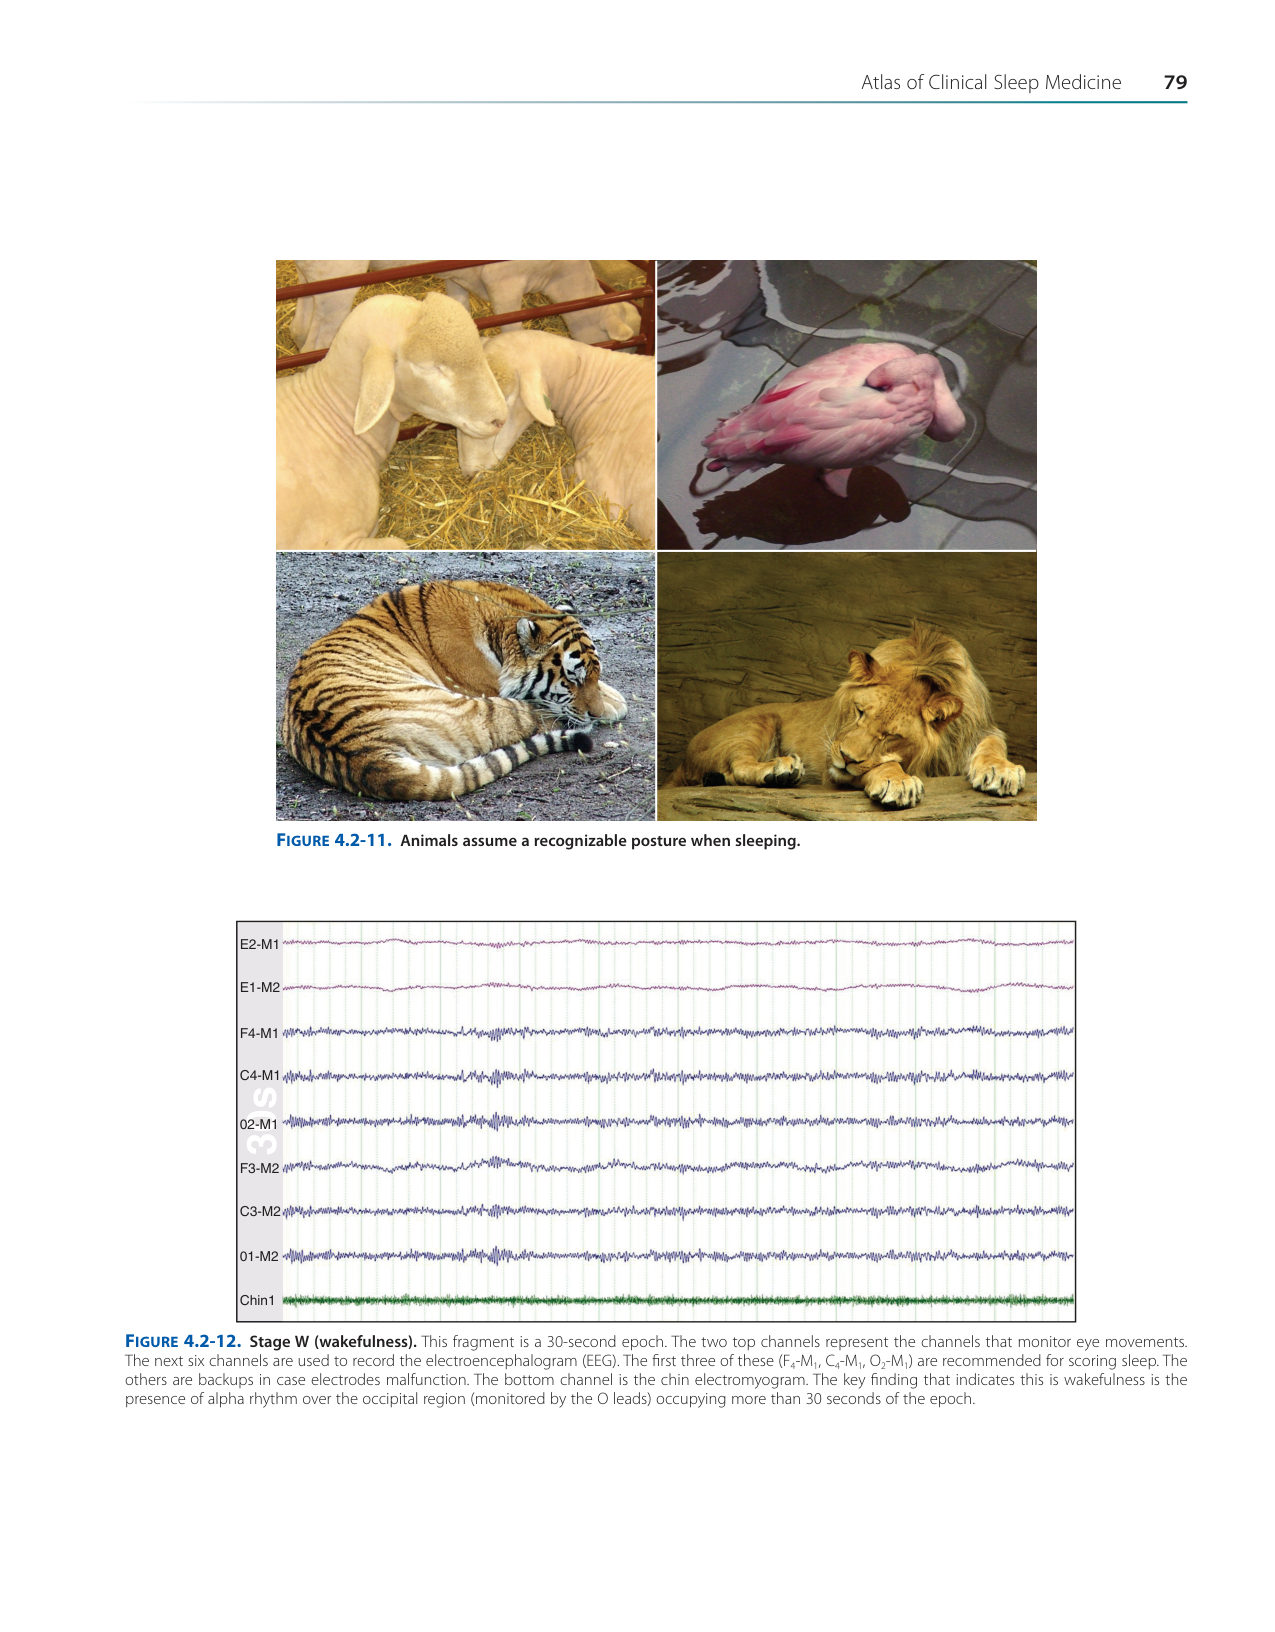 Atlas of Clinical Sleep Medicine 79
FIGURE 4.2-11. Animals assume a recognizable posture when sleeping.
E2-M1
E1-M2
F4-M1
C4-M1
30s
02-M1
F3-M2
C3-M2
01-M2
Chin1
FIGURE 4.2-12. Stage W (wakefulness). This fragment is a 30-second epoch. The two top channels represent the channels that monitor eye movements.
The next six channels are used to record the electroencephalogram (EEG). The first three of these (F₄-M₁, C₄-M₁, O₂-M₁) are recommended for scoring sleep. The
others are backups in case electrodes malfunction. The bottom channel is the chin electromyogram. The key finding that indicates this is wakefulness is the
presence of alpha rhythm over the occipital region (monitored by the O leads) occupying more than 30 seconds of the epoch.